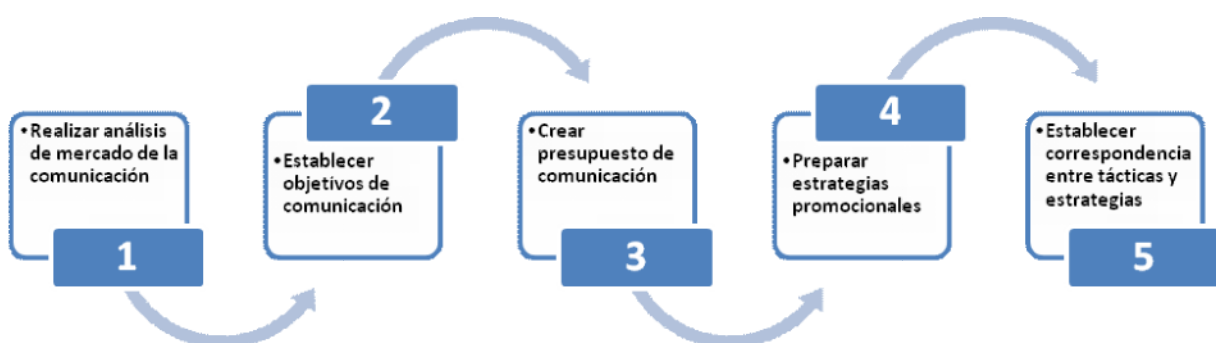 •Realizar análisis
de mercado de la
comunicación
1
2
•Establecer
objetivos de
comunicación
•Crear
presupuesto de
comunicación
3
4
•Preparar
estrategias
promocionales
•Establecer
correspondencia
entre tácticas y
estrategias
5